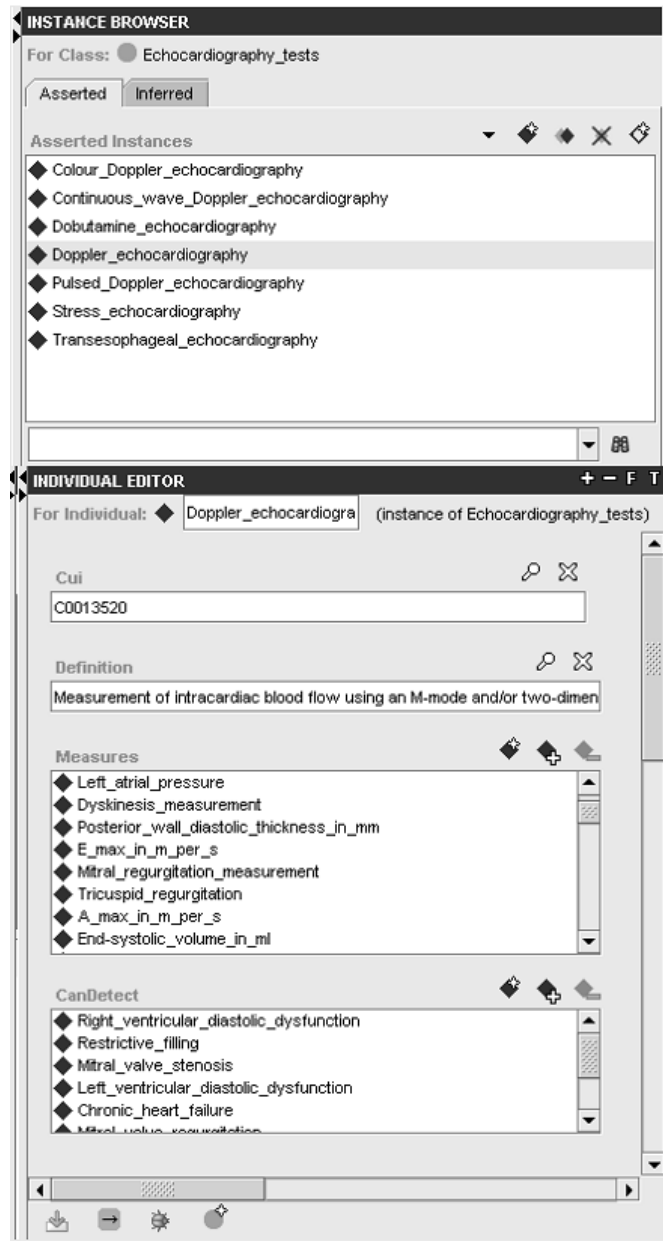 INSTANCE BROWSER
For Class: Echocardiography_tests
Asserted Inferred
Asserted Instances
Colour_Doppler_echocardiography
Continuous_wave_Doppler_echocardiography
Dobutamine_echocardiography
Doppler_echocardiography
Pulsed_Doppler_echocardiography
Stress_echocardiography
Transesophageal_echocardiography
INDIVIDUAL EDITOR + − F T
For Individual: Doppler_echocardiogra (instance of Echocardiography_tests)
Cui
C0013520
Definition
Measurement of intracardiac blood flow using an M-mode and/or two-dimen
Measures
Left_atrial_pressure
Dyskinesis_measurement
Posterior_wall_diastolic_thickness_in_mm
E_max_in_m_per_s
Mitral_regurgitation_measurement
Tricuspid_regurgitation
A_max_in_m_per_s
End-systolic_volume_in_ml
CanDetect
Right_ventricular_diastolic_dysfunction
Restrictive_filling
Mitral_valve_stenosis
Left_ventricular_diastolic_dysfunction
Chronic_heart_failure
Mitral_valve_regurgitation